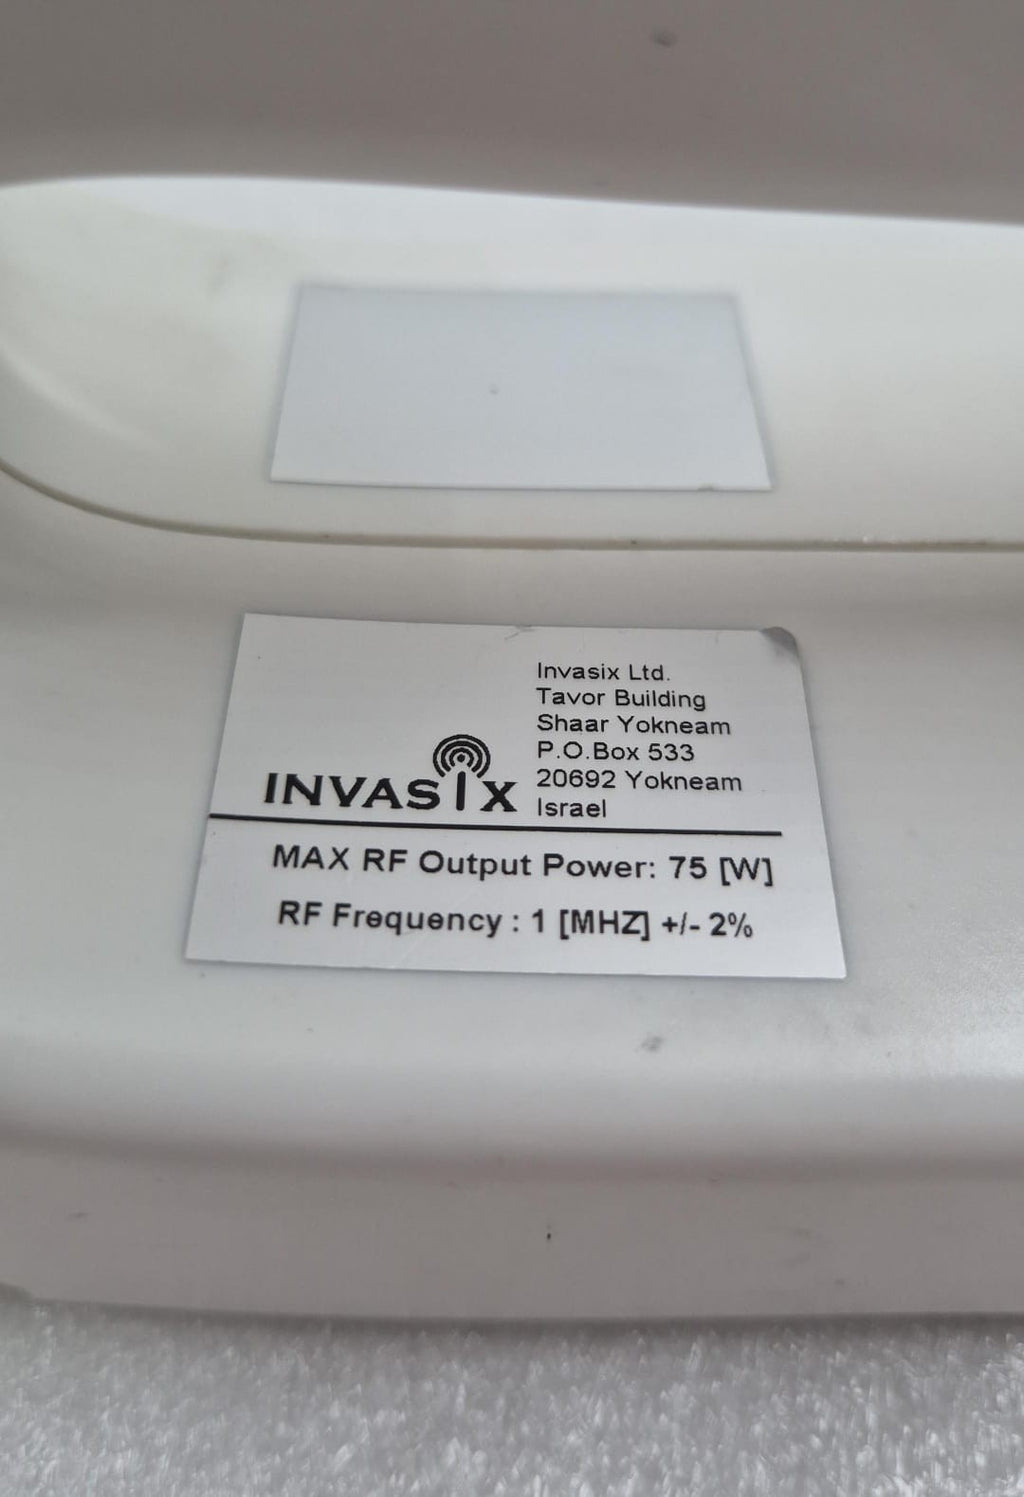 INVASIX
Invasix Ltd.
Tavor Building
Shaar Yokneam
P.O.Box 533
20692 Yokneam
Israel
MAX RF Output Power: 75 [W]
RF Frequency : 1 [MHZ] +/- 2%